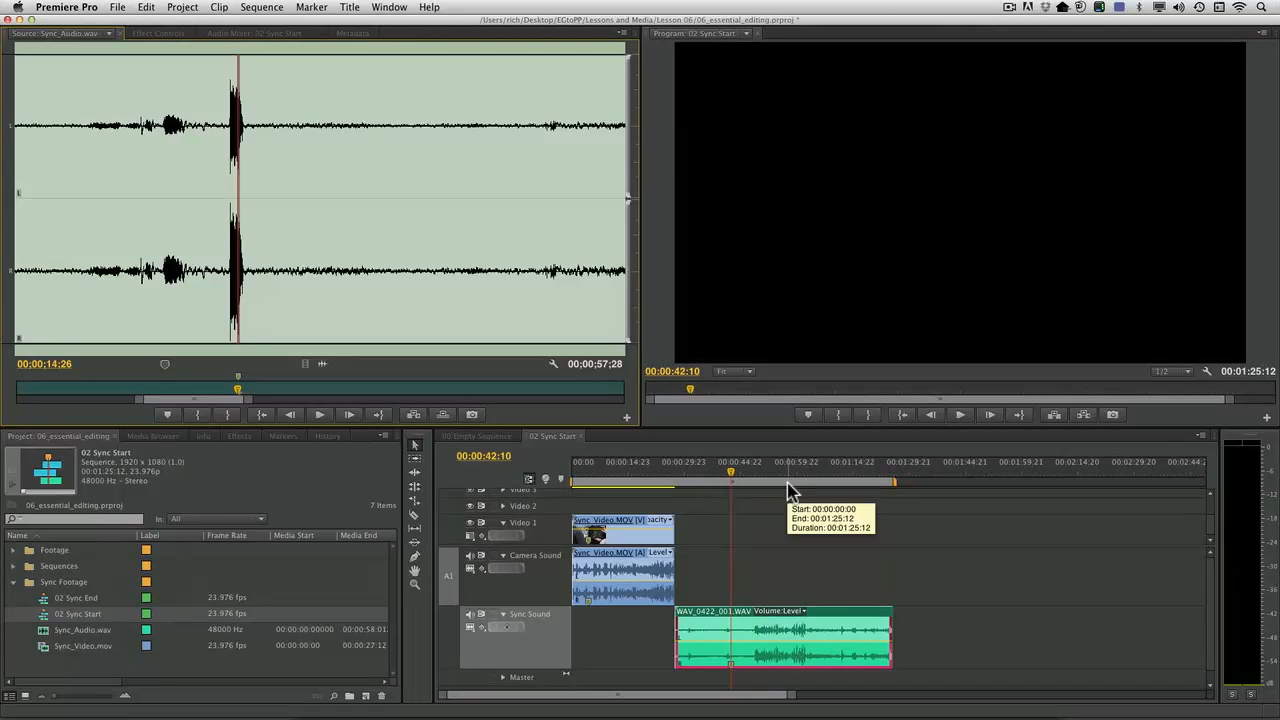 Premiere Pro File Edit Project Clip Sequence Marker Title Window Help
/Users/rich/Desktop/EGtoPP/Lessons and Media/Lesson 06/06_essential_editing.prproj *
Source: Sync_Audio.wav Effect Controls Audio Mixer: 02 Sync Start Metadata
Program: 02 Sync Start
L
L
R
R
00;00;14;26
00;00;57;28
00:00:42:10 Fit 1/2 00:01:25:12
Project: 06_essential_editing Media Browser Info Effects Markers History
02 Sync Start
Sequence, 1920 x 1080 (1.0)
00:01:25:12, 23.976p
48000 Hz - Stereo
06_essential_editing.prproj 7 Items
In: All
Name Label Frame Rate Media Start Media End
Footage
Sequences
Sync Footage
02 Sync End 23.976 fps
02 Sync Start 23.976 fps
Sync_Audio.wav 48000 Hz 00:00:00:00000 00:00:58:01
Sync_Video.mov 23.976 fps 00:00:00:00 00:00:27:12
00 Empty Sequence 02 Sync Start
00:00:42:10
00:00 00:00:14:23 00:00:29:23 00:00:44:22 00:00:59:22 00:01:14:22 00:01:29:21 00:01:44:21 00:01:59:21 00:02:14:20 00:02:29:20 00:02:44:2
Start: 00:00:00:00
End: 00:01:25:12
Duration: 00:01:25:12
Video 3
Video 2
Video 1
Sync_Video.MOV [V] pacity
A1
Camera Sound
Sync_Video.MOV [A] Level
Sync Sound
WAV_0422_001.WAV Volume:Level
Master
S S